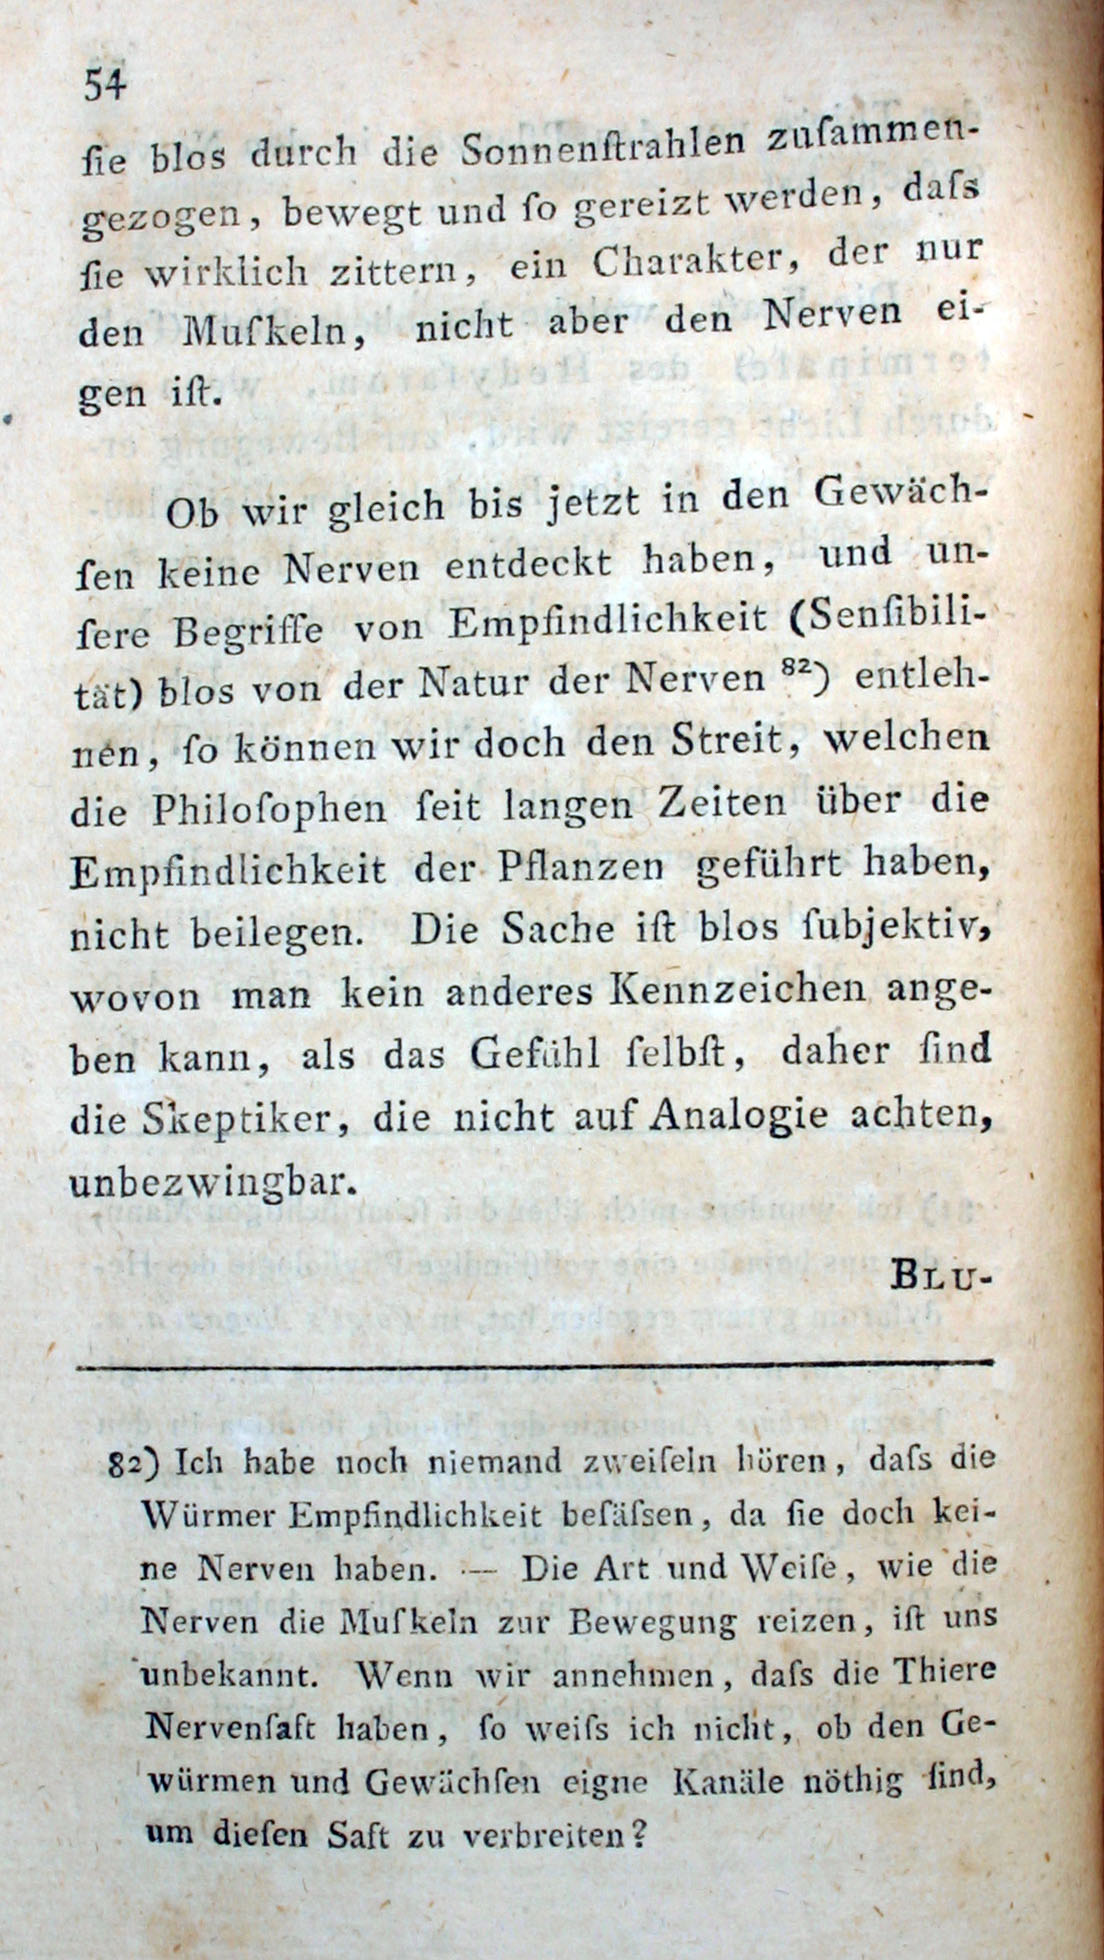 54
ſie blos durch die Sonnenſtrahlen zuſammen-
gezogen, bewegt und ſo gereizt werden, daſs
ſie wirklich zittern, ein Charakter, der nur
den Muſkeln, nicht aber den Nerven ei-
gen iſt.
Ob wir gleich bis jetzt in den Gewäch-
ſen keine Nerven entdeckt haben, und un-
ſere Begriffe von Empfindlichkeit (Senſibili-
tät) blos von der Natur der Nerven ⁸²) entleh-
nen, ſo können wir doch den Streit, welchen
die Philoſophen ſeit langen Zeiten über die
Empfindlichkeit der Pflanzen geführt haben,
nicht beilegen. Die Sache iſt blos ſubjektiv,
wovon man kein anderes Kennzeichen ange-
ben kann, als das Gefühl ſelbſt, daher ſind
die Skeptiker, die nicht auf Analogie achten,
unbezwingbar.
BLU-
82) Ich habe noch niemand zweifeln hören, daſs die
Würmer Empfindlichkeit beſäſsen, da ſie doch kei-
ne Nerven haben. — Die Art und Weiſe, wie die
Nerven die Muſkeln zur Bewegung reizen, iſt uns
unbekannt. Wenn wir annehmen, daſs die Thiere
Nervenſaft haben, ſo weiſs ich nicht, ob den Ge-
würmen und Gewächſen eigne Kanäle nöthig ſind,
um dieſen Saft zu verbreiten?